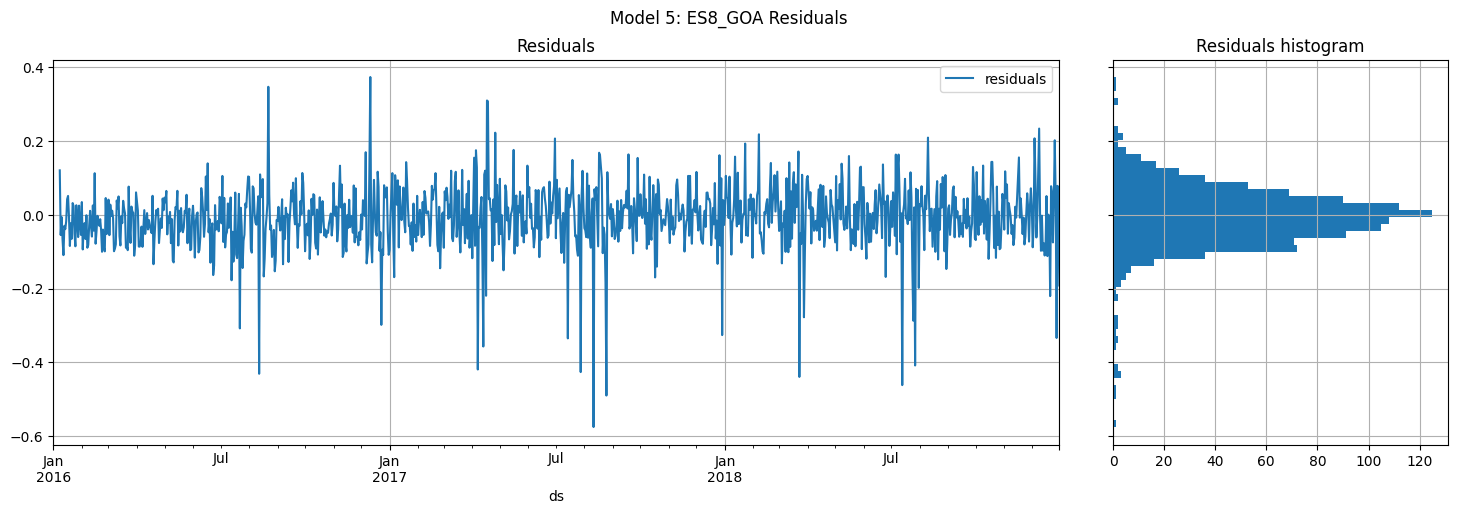 Model 5: ES8_GOA Residuals
Residuals
Residuals histogram
residuals
0.4
0.2
0.0
−0.2
−0.4
−0.6
Jan
2016
Jul
Jan
2017
Jul
Jan
2018
Jul
ds
0 20 40 60 80 100 120